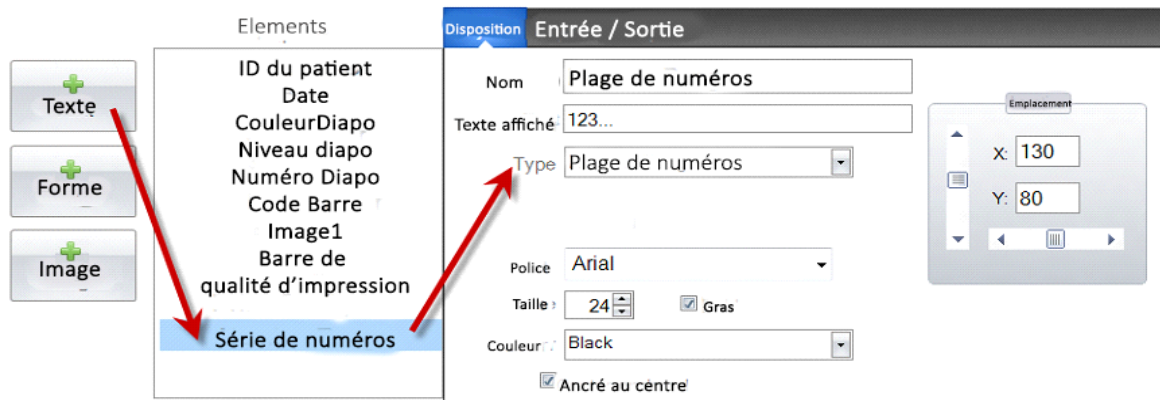 Elements
Texte
Forme
Image
ID du patient
Date
CouleurDiapo
Niveau diapo
Numéro Diapo
Code Barre
Image1
Barre de
qualité d'impression
Série de numéros
Disposition Entrée / Sortie
Nom Plage de numéros
Texte affiché 123...
Type Plage de numéros
Police Arial
Taille 24 Gras
Couleur Black
Ancré au centre
Emplacement
X: 130
Y: 80